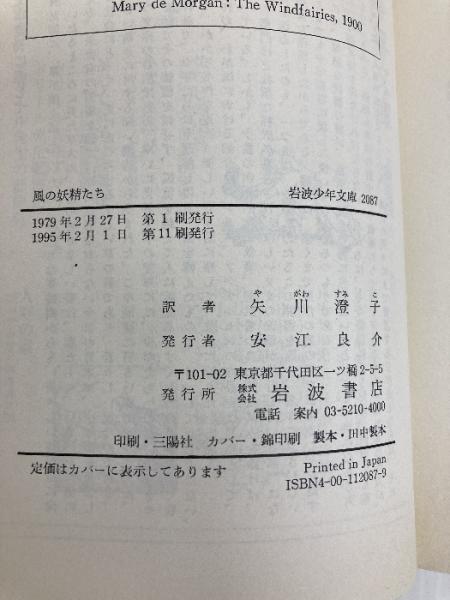 Mary de Morgan: The Windfairies, 1900
風の妖精たち 岩波少年文庫 2087
1979年2月27日 第1刷発行
1995年2月1日 第11刷発行
や がわ すみ こ
訳者 矢川澄子
発行者 安江良介
〒101-02 東京都千代田区一ツ橋2-5-5
発行所 株式会社 岩波書店
電話 案内 03-5210-4000
印刷・三陽社 カバー・錦印刷 製本・田中製本
定価はカバーに表示してあります
Printed in Japan
ISBN4-00-112087-9